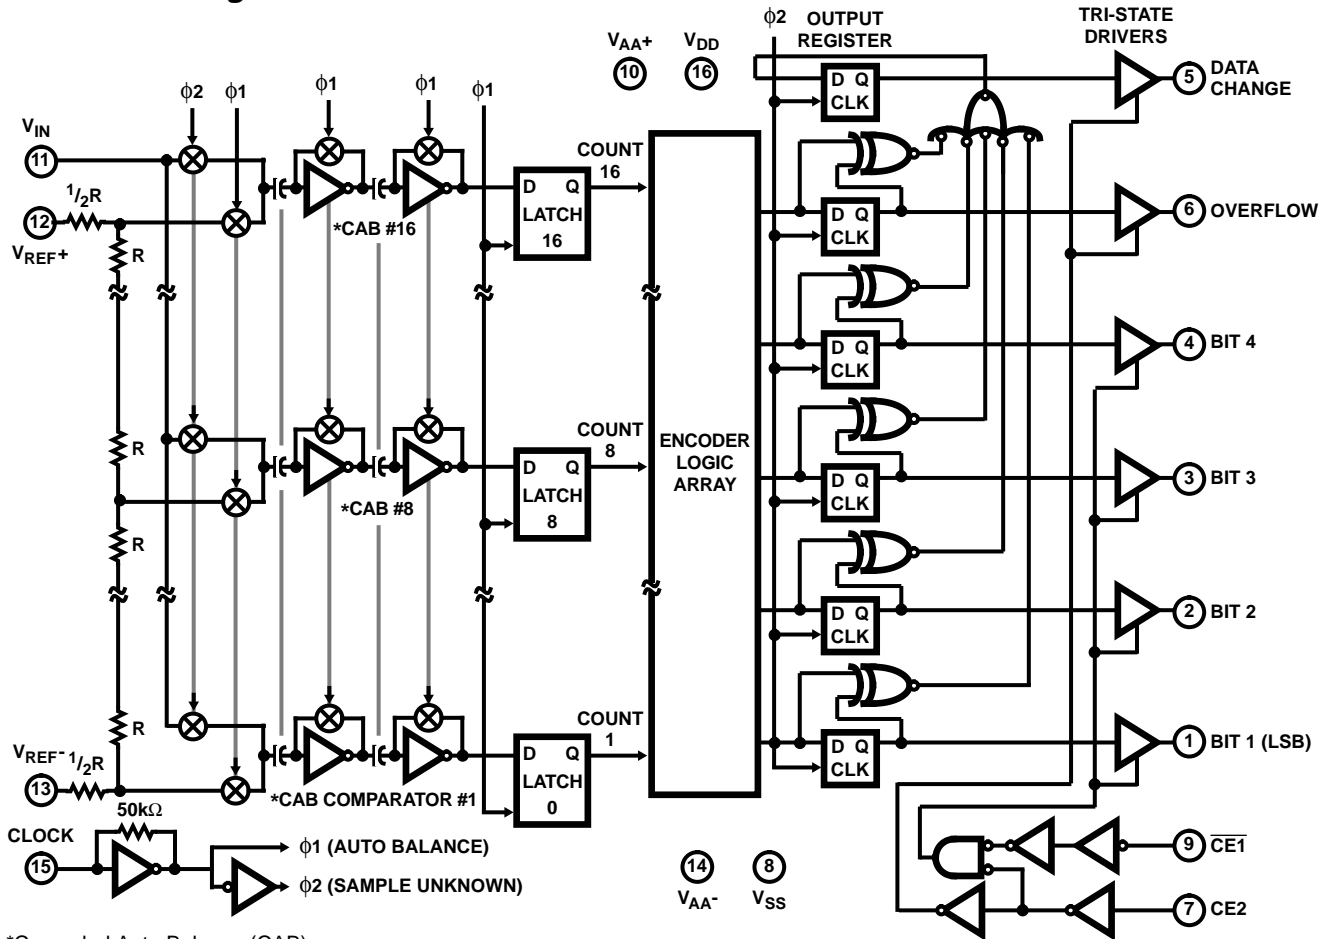 ϕ2 OUTPUT REGISTER
TRI-STATE DRIVERS
VAA+ VDD
10 16
D Q
CLK
5 DATA CHANGE
ϕ2 ϕ1 ϕ1 ϕ1 ϕ1
VIN
11
1/2R
12
VREF+
R
*CAB #16
COUNT 16
D Q
LATCH
16
D Q
CLK
6 OVERFLOW
D Q
CLK
4 BIT 4
R
R
*CAB #8
COUNT 8
D Q
LATCH
8
ENCODER
LOGIC
ARRAY
D Q
CLK
3 BIT 3
D Q
CLK
2 BIT 2
R
VREF- 1/2R
13
*CAB COMPARATOR #1
COUNT 1
D Q
LATCH
0
D Q
CLK
1 BIT 1 (LSB)
50kΩ
CLOCK
15
ϕ1 (AUTO BALANCE)
ϕ2 (SAMPLE UNKNOWN)
14 8
VAA- VSS
9 C̅E̅1̅
7 CE2